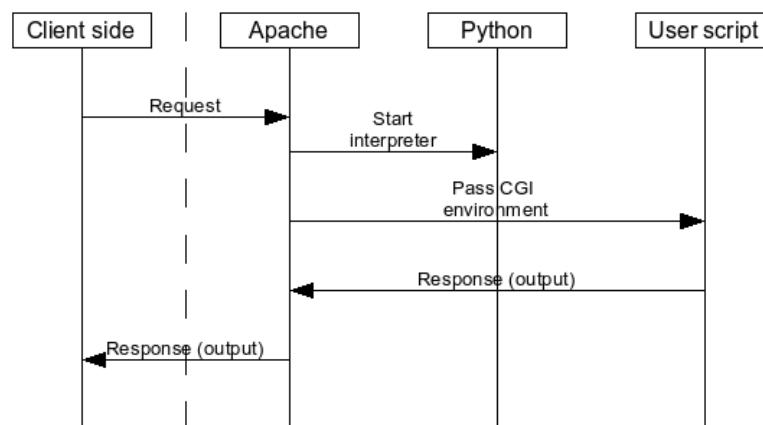 Client side
Apache
Python
User script
Request
Start
interpreter
Pass CGI
environment
Response (output)
Response (output)